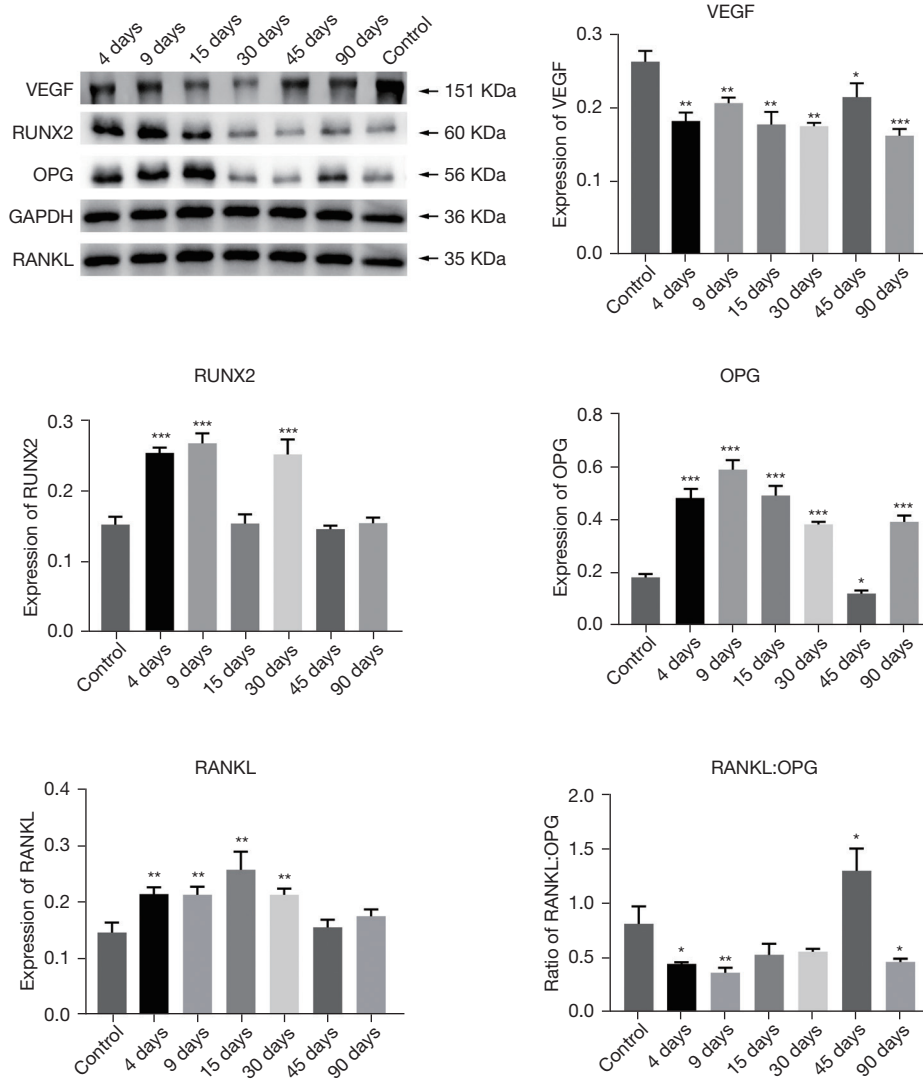 4 days 9 days 15 days 30 days 45 days 90 days Control
VEGF ← 151 KDa
RUNX2 ← 60 KDa
OPG ← 56 KDa
GAPDH ← 36 KDa
RANKL ← 35 KDa
VEGF
Expression of VEGF
0.3
0.2
0.1
0.0
** ** ** ** * ***
Control 4 days 9 days 15 days 30 days 45 days 90 days
RUNX2
Expression of RUNX2
0.3
0.2
0.1
0.0
*** *** ***
Control 4 days 9 days 15 days 30 days 45 days 90 days
OPG
Expression of OPG
0.8
0.6
0.4
0.2
0.0
*** *** *** *** * ***
Control 4 days 9 days 15 days 30 days 45 days 90 days
RANKL
Expression of RANKL
0.4
0.3
0.2
0.1
0.0
** ** ** **
Control 4 days 9 days 15 days 30 days 45 days 90 days
RANKL:OPG
Ratio of RANKL:OPG
2.0
1.5
1.0
0.5
0.0
* ** * *
Control 4 days 9 days 15 days 30 days 45 days 90 days